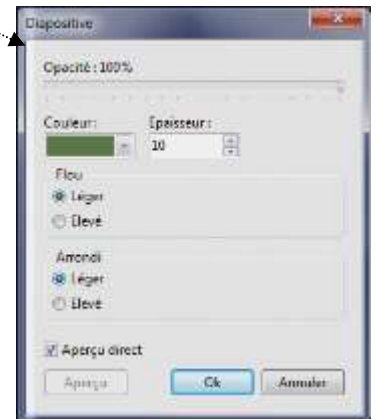 Diapositive
Opacité : 100%
Couleur: Epaisseur :
10
Flou
Léger
Elevé
Arrondi
Léger
Elevé
Aperçu direct
Aperçu Ok Annuler